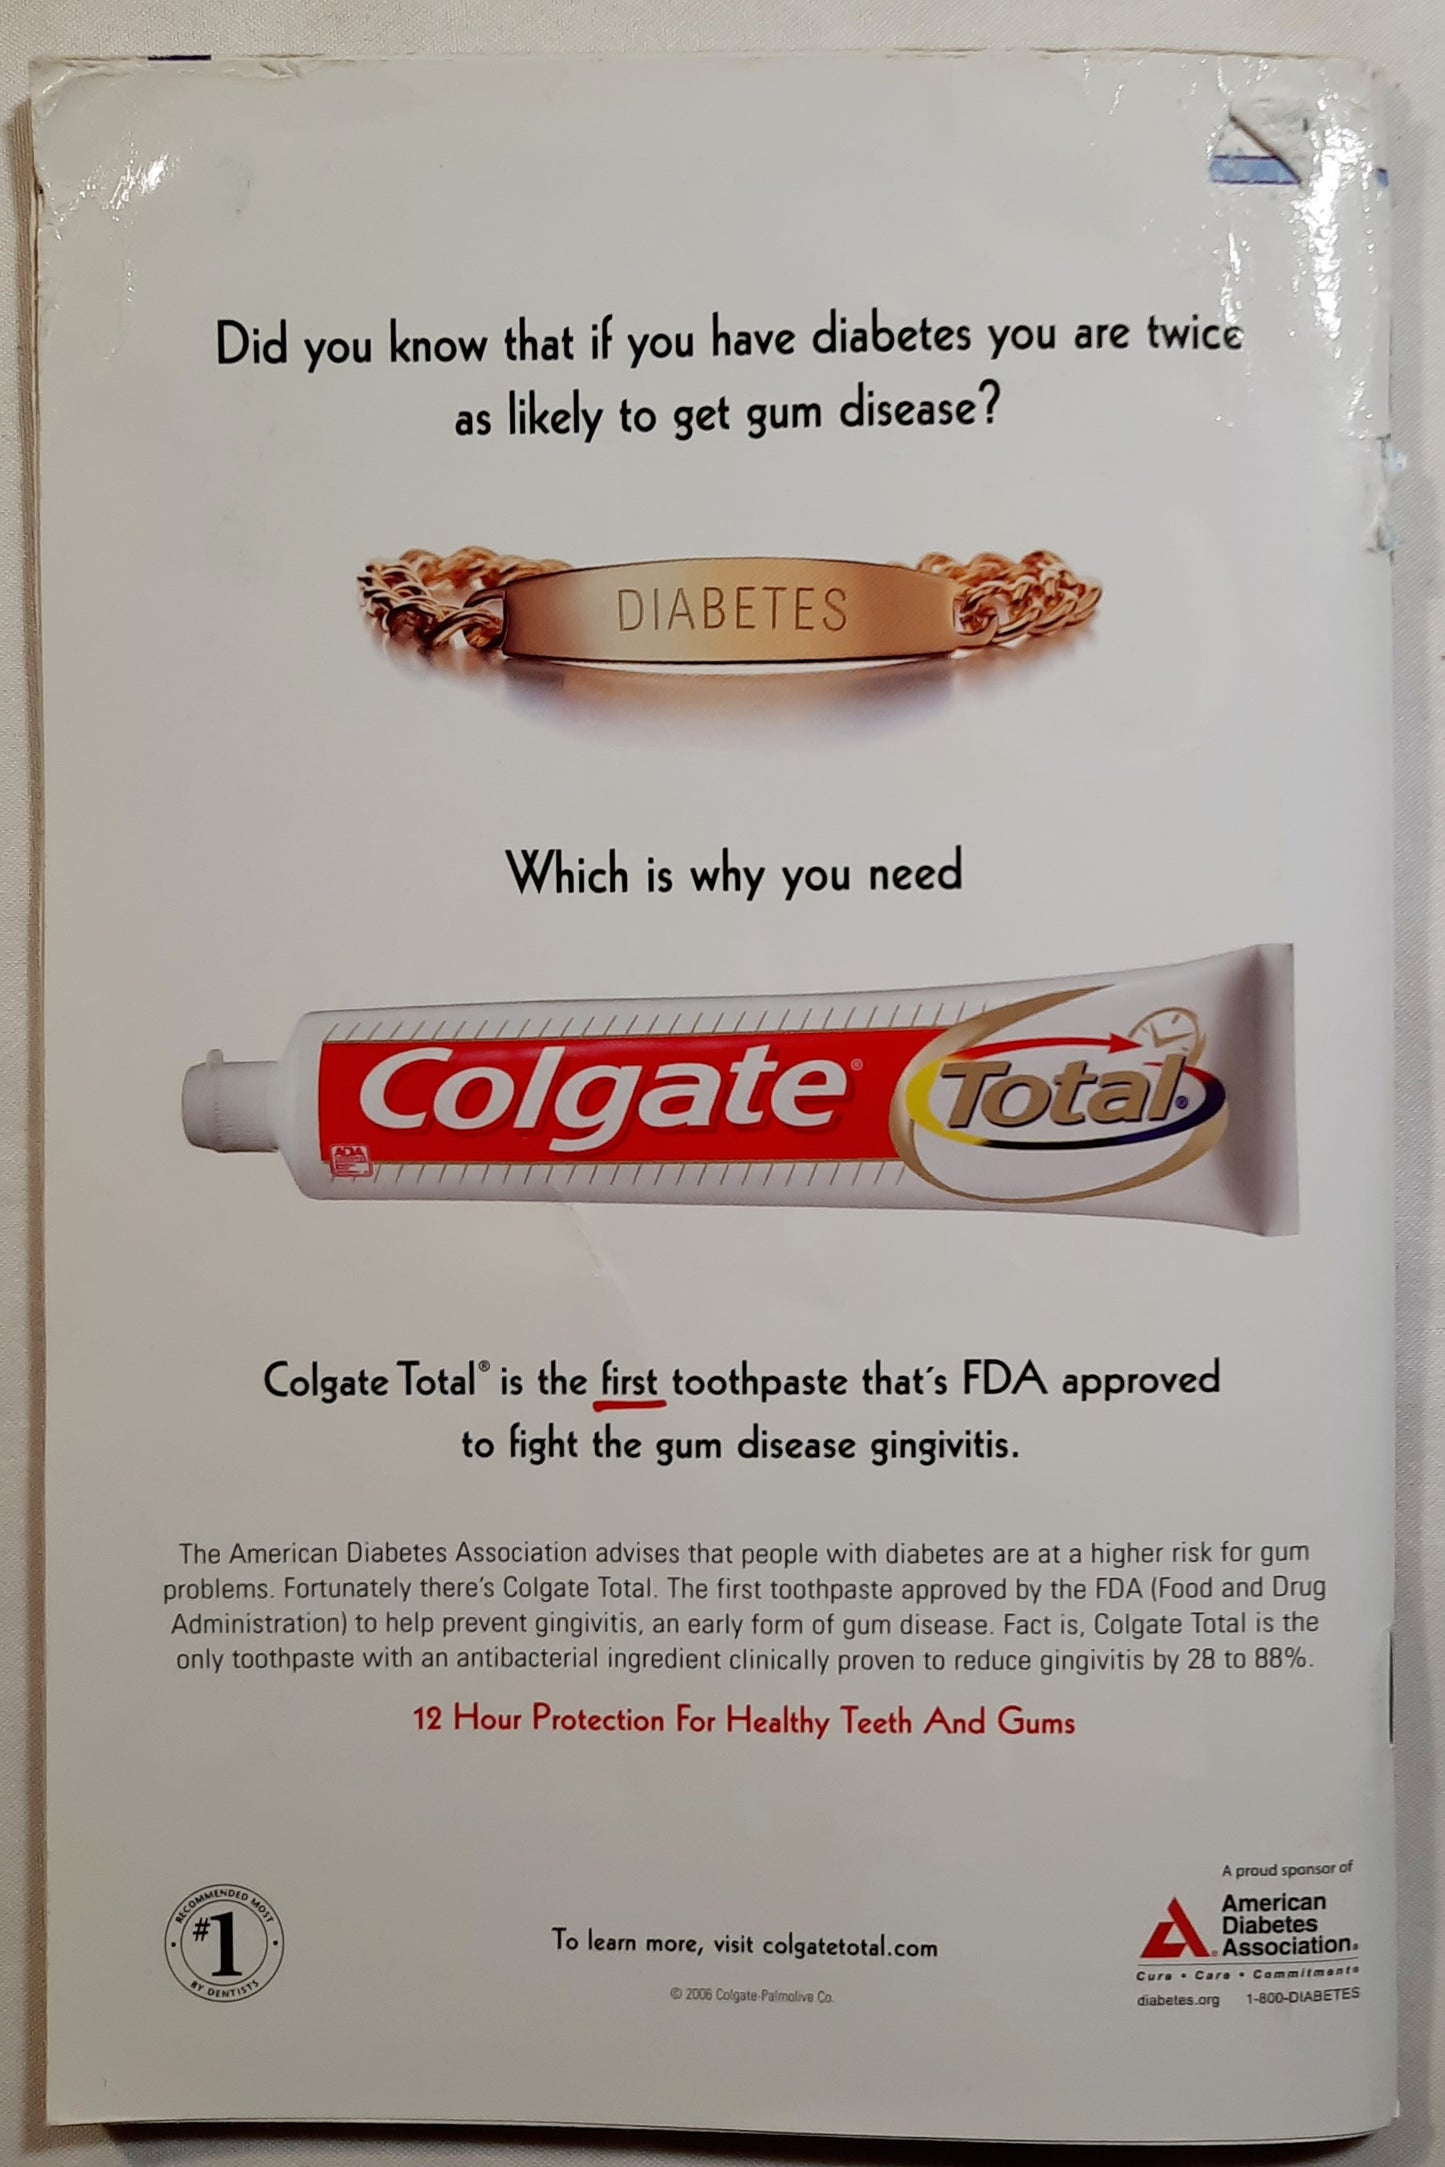 Did you know that if you have diabetes you are twice
as likely to get gum disease?
DIABETES
Which is why you need
Colgate®
Total®
ADA
Colgate Total® is the first toothpaste that's FDA approved
to fight the gum disease gingivitis.
The American Diabetes Association advises that people with diabetes are at a higher risk for gum
problems. Fortunately there's Colgate Total. The first toothpaste approved by the FDA (Food and Drug
Administration) to help prevent gingivitis, an early form of gum disease. Fact is, Colgate Total is the
only toothpaste with an antibacterial ingredient clinically proven to reduce gingivitis by 28 to 88%.
12 Hour Protection For Healthy Teeth And Gums
RECOMMENDED MOST
#1
BY DENTISTS
To learn more, visit colgatetotal.com
© 2006 Colgate-Palmolive Co.
A proud sponsor of
American
Diabetes
Association®
Cure • Care • Commitment®
diabetes.org 1-800-DIABETES